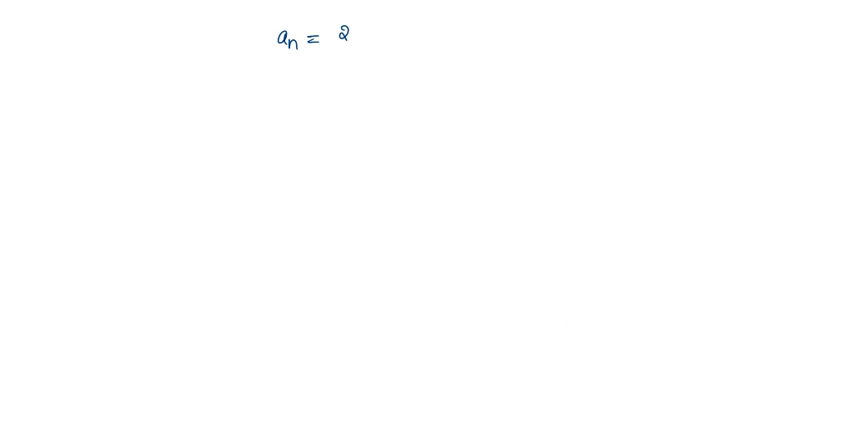 aₙ = 2